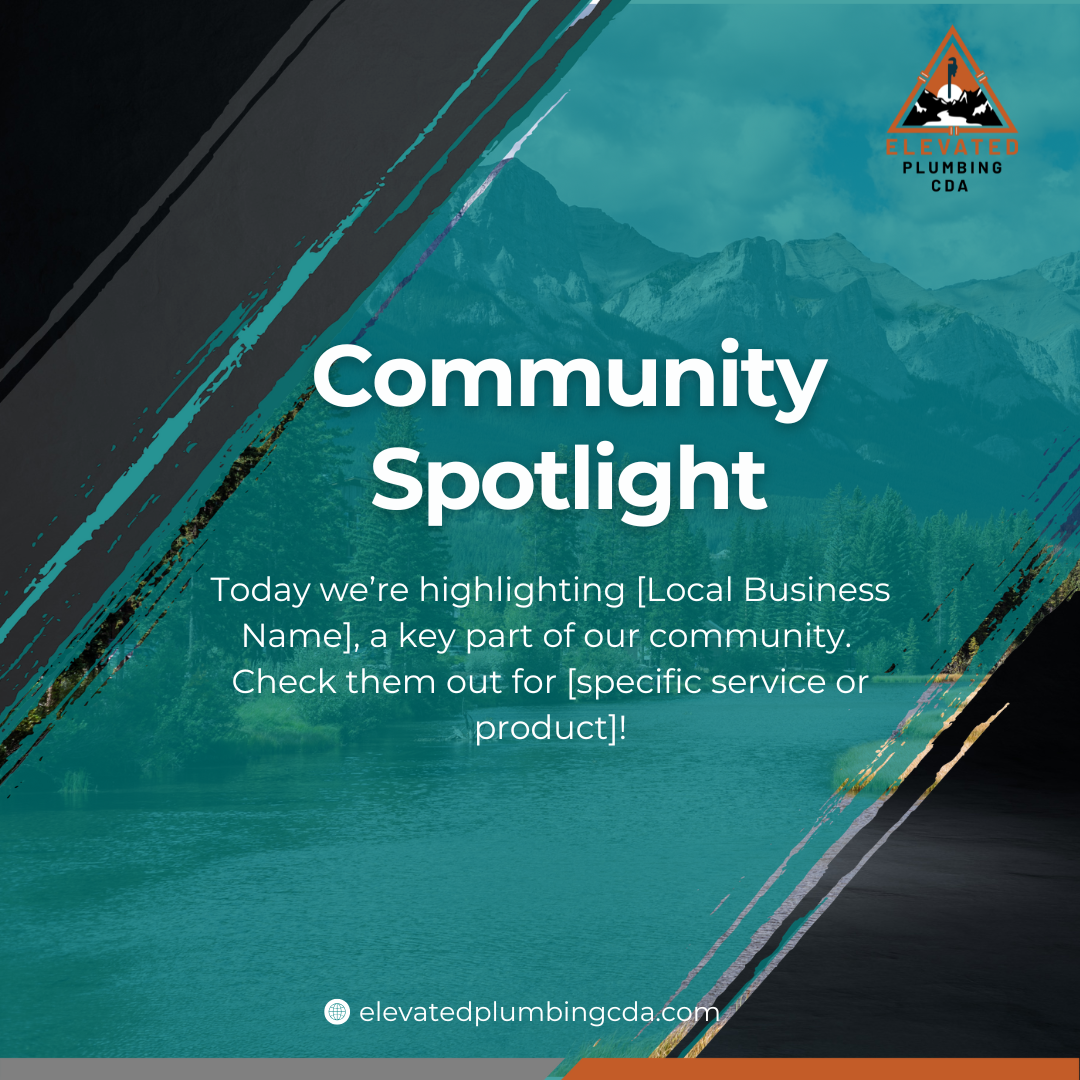 ELEVATED
PLUMBING
CDA
Community
Spotlight
Today we’re highlighting [Local Business
Name], a key part of our community.
Check them out for [specific service or
product]!
elevatedplumbingcda.com